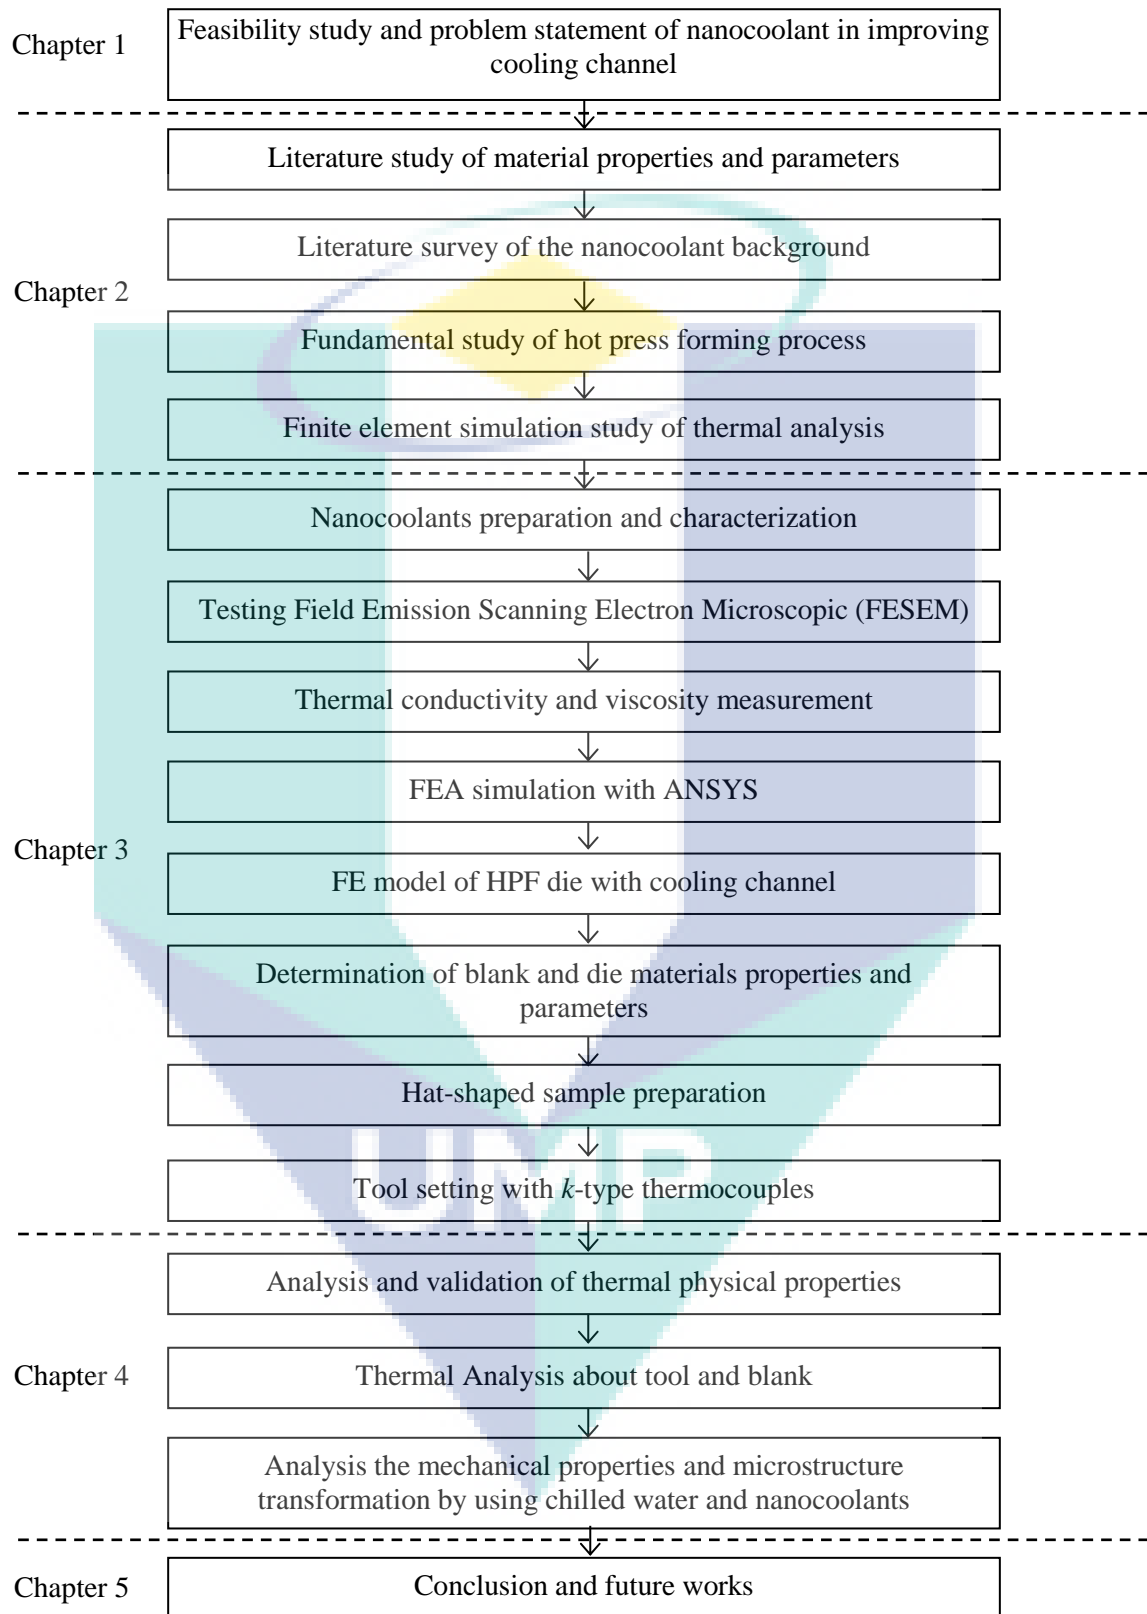 Chapter 1
Feasibility study and problem statement of nanocoolant in improving
cooling channel
Literature study of material properties and parameters
Literature survey of the nanocoolant background
Chapter 2
Fundamental study of hot press forming process
Finite element simulation study of thermal analysis
Nanocoolants preparation and characterization
Testing Field Emission Scanning Electron Microscopic (FESEM)
Thermal conductivity and viscosity measurement
FEA simulation with ANSYS
Chapter 3
FE model of HPF die with cooling channel
Determination of blank and die materials properties and
parameters
Hat-shaped sample preparation
UMP
Tool setting with k-type thermocouples
Analysis and validation of thermal physical properties
Chapter 4
Thermal Analysis about tool and blank
Analysis the mechanical properties and microstructure
transformation by using chilled water and nanocoolants
Chapter 5
Conclusion and future works